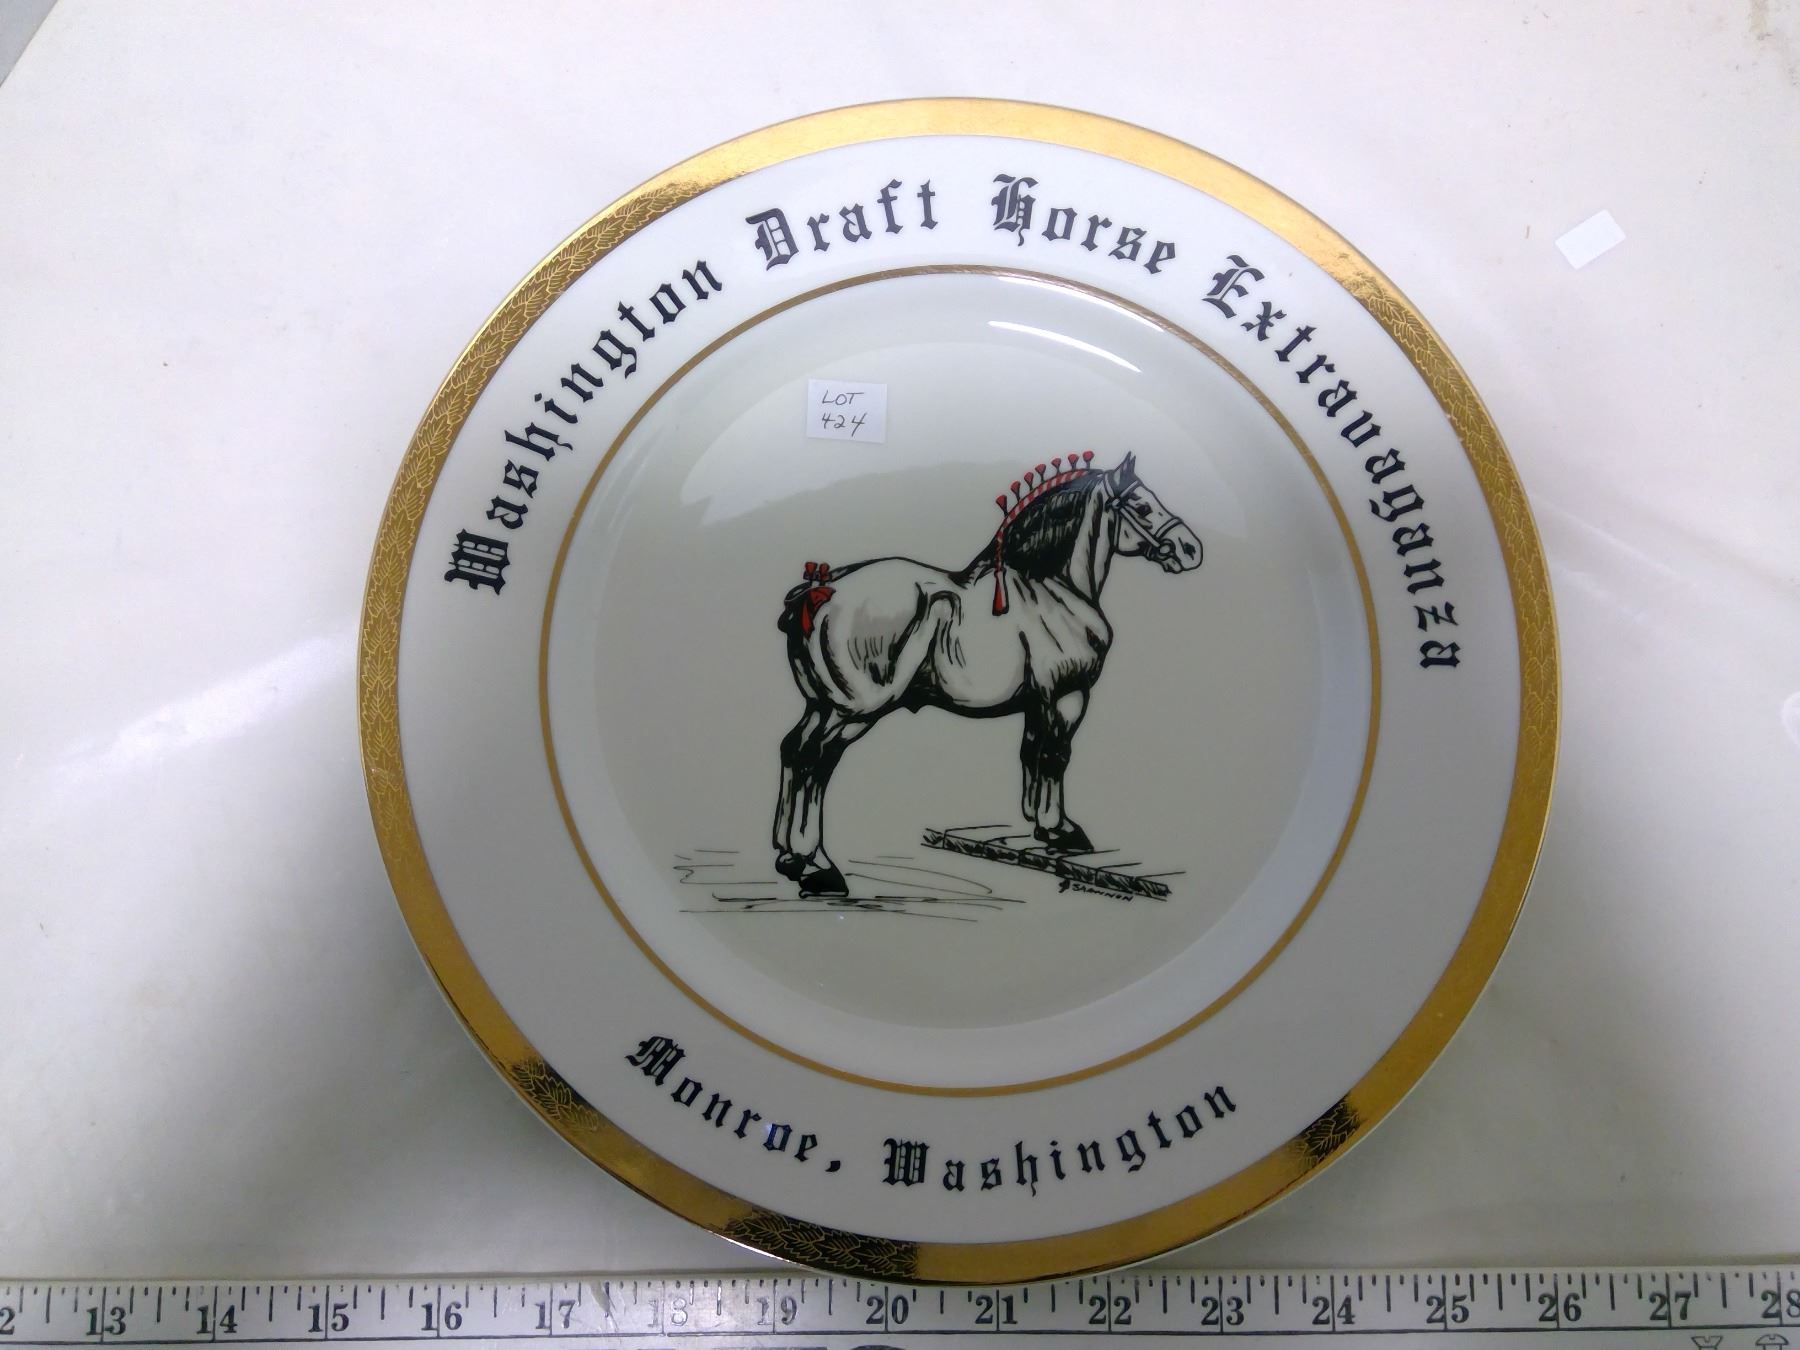 Washington Draft Horse Extravaganza
LOT
424
SHANNON
Monroe, Washington
12 13 14 15 16 17 18 19 20 21 22 23 24 25 26 27 28